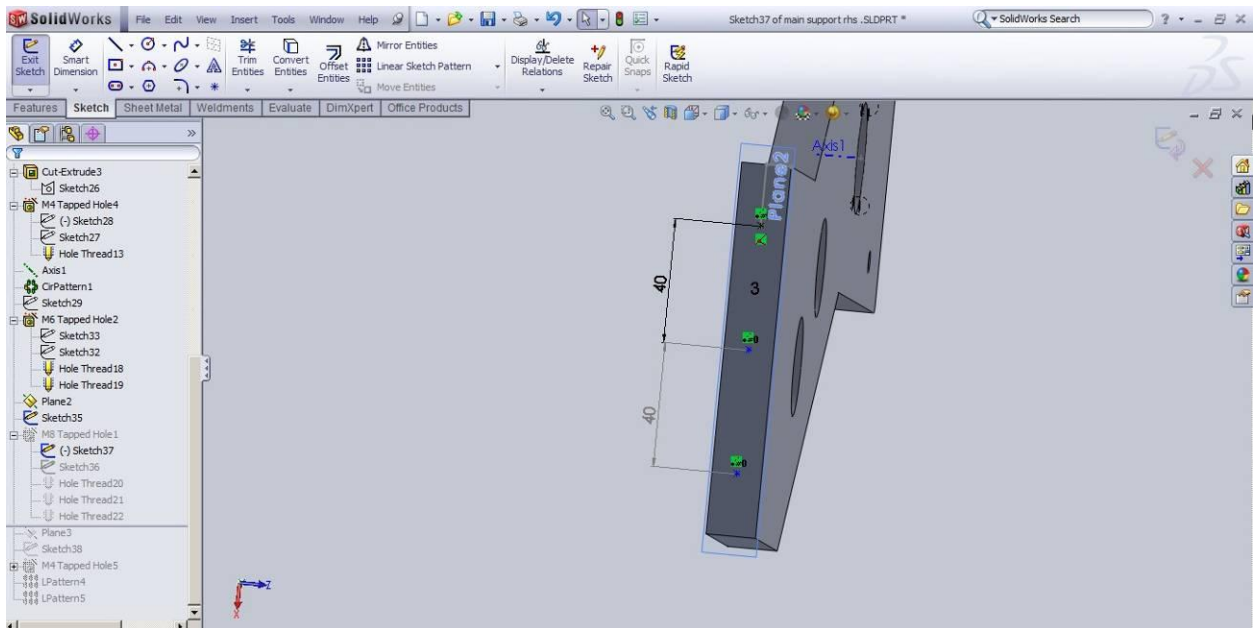 SolidWorks File Edit View Insert Tools Window Help Sketch37 of main support rhs .SLDPRT * SolidWorks Search ?
Exit Sketch
Smart Dimension
Trim Entities
Convert Entities
Offset Entities
Mirror Entities
Linear Sketch Pattern
Move Entities
Display/Delete Relations
Repair Sketch
Quick Snaps
Rapid Sketch
Features Sketch Sheet Metal Weldments Evaluate DimXpert Office Products
Cut-Extrude3
Sketch26
M4 Tapped Hole4
(-) Sketch28
Sketch27
Hole Thread13
Axis1
CirPattern1
Sketch29
M6 Tapped Hole2
Sketch33
Sketch32
Hole Thread18
Hole Thread19
Plane2
Sketch35
M8 Tapped Hole1
(-) Sketch37
Sketch36
Hole Thread20
Hole Thread21
Hole Thread22
Plane3
Sketch38
M4 Tapped Hole5
LPattern4
LPattern5
Axis1
Plane2
40
3
0
40
0
Z
X